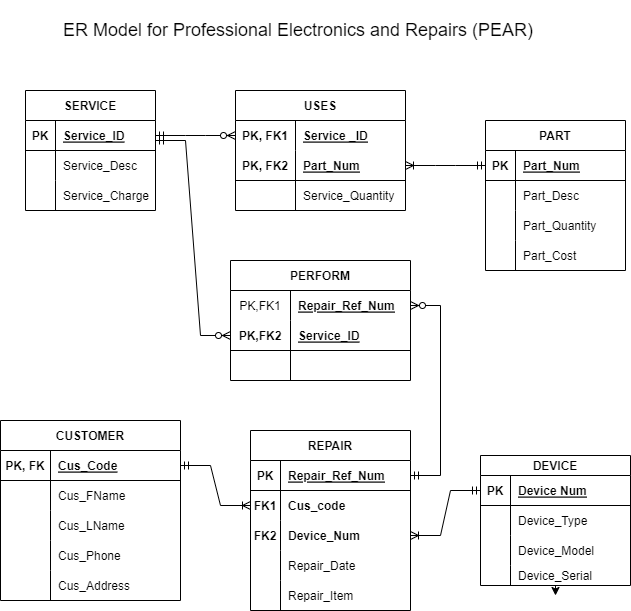 ER Model for Professional Electronics and Repairs (PEAR)
SERVICE
PK Service_ID
Service_Desc
Service_Charge
USES
PK, FK1 Service _ID
PK, FK2 Part_Num
Service_Quantity
PART
PK Part_Num
Part_Desc
Part_Quantity
Part_Cost
PERFORM
PK,FK1 Repair_Ref_Num
PK,FK2 Service_ID
CUSTOMER
PK, FK Cus_Code
Cus_FName
Cus_LName
Cus_Phone
Cus_Address
REPAIR
PK Repair_Ref_Num
FK1 Cus_code
FK2 Device_Num
Repair_Date
Repair_Item
DEVICE
PK Device Num
Device_Type
Device_Model
Device_Serial